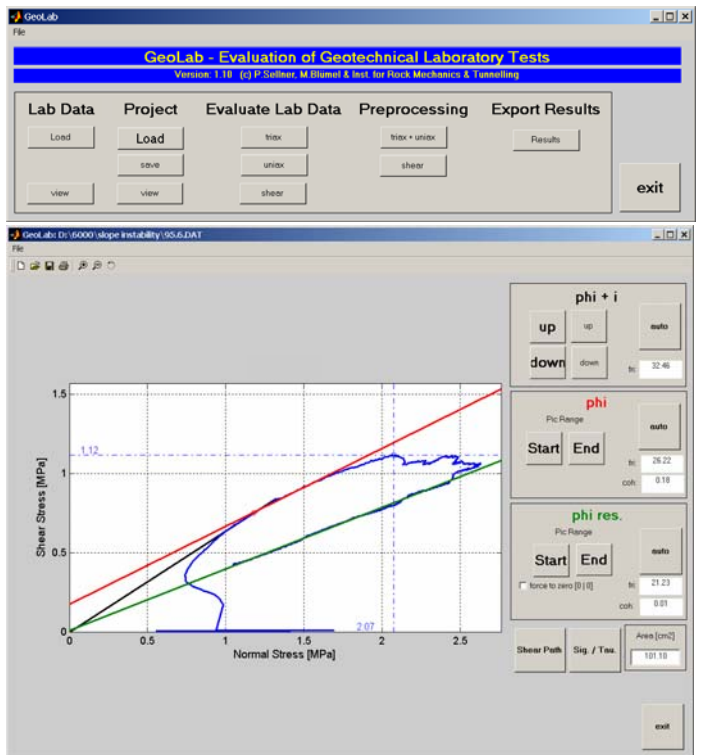 GeoLab
File
GeoLab - Evaluation of Geotechnical Laboratory Tests
Version: 1.10 (c) P.Sellner, M.Blümel & Inst. for Rock Mechanics & Tunnelling
Lab Data Project Evaluate Lab Data Preprocessing Export Results
Load Load triax triax + uniax Results
save uniax shear
view view shear
exit
GeoLab: D:\6000\slope instability\95.6.DAT
File
phi + i
up up auto
down down fri: 32.46
phi
Pic Range
auto
Start End
fri: 26.22
coh: 0.18
phi res.
Pic Range
auto
Start End
force to zero [0 | 0] fri: 21.23
coh: 0.01
Shear Path Sig. / Tau. Area [cm2]
101.10
exit
1.5
1.12
1
Shear Stress [MPa]
0.5
2.07
0
0 0.5 1 1.5 2 2.5
Normal Stress [MPa]